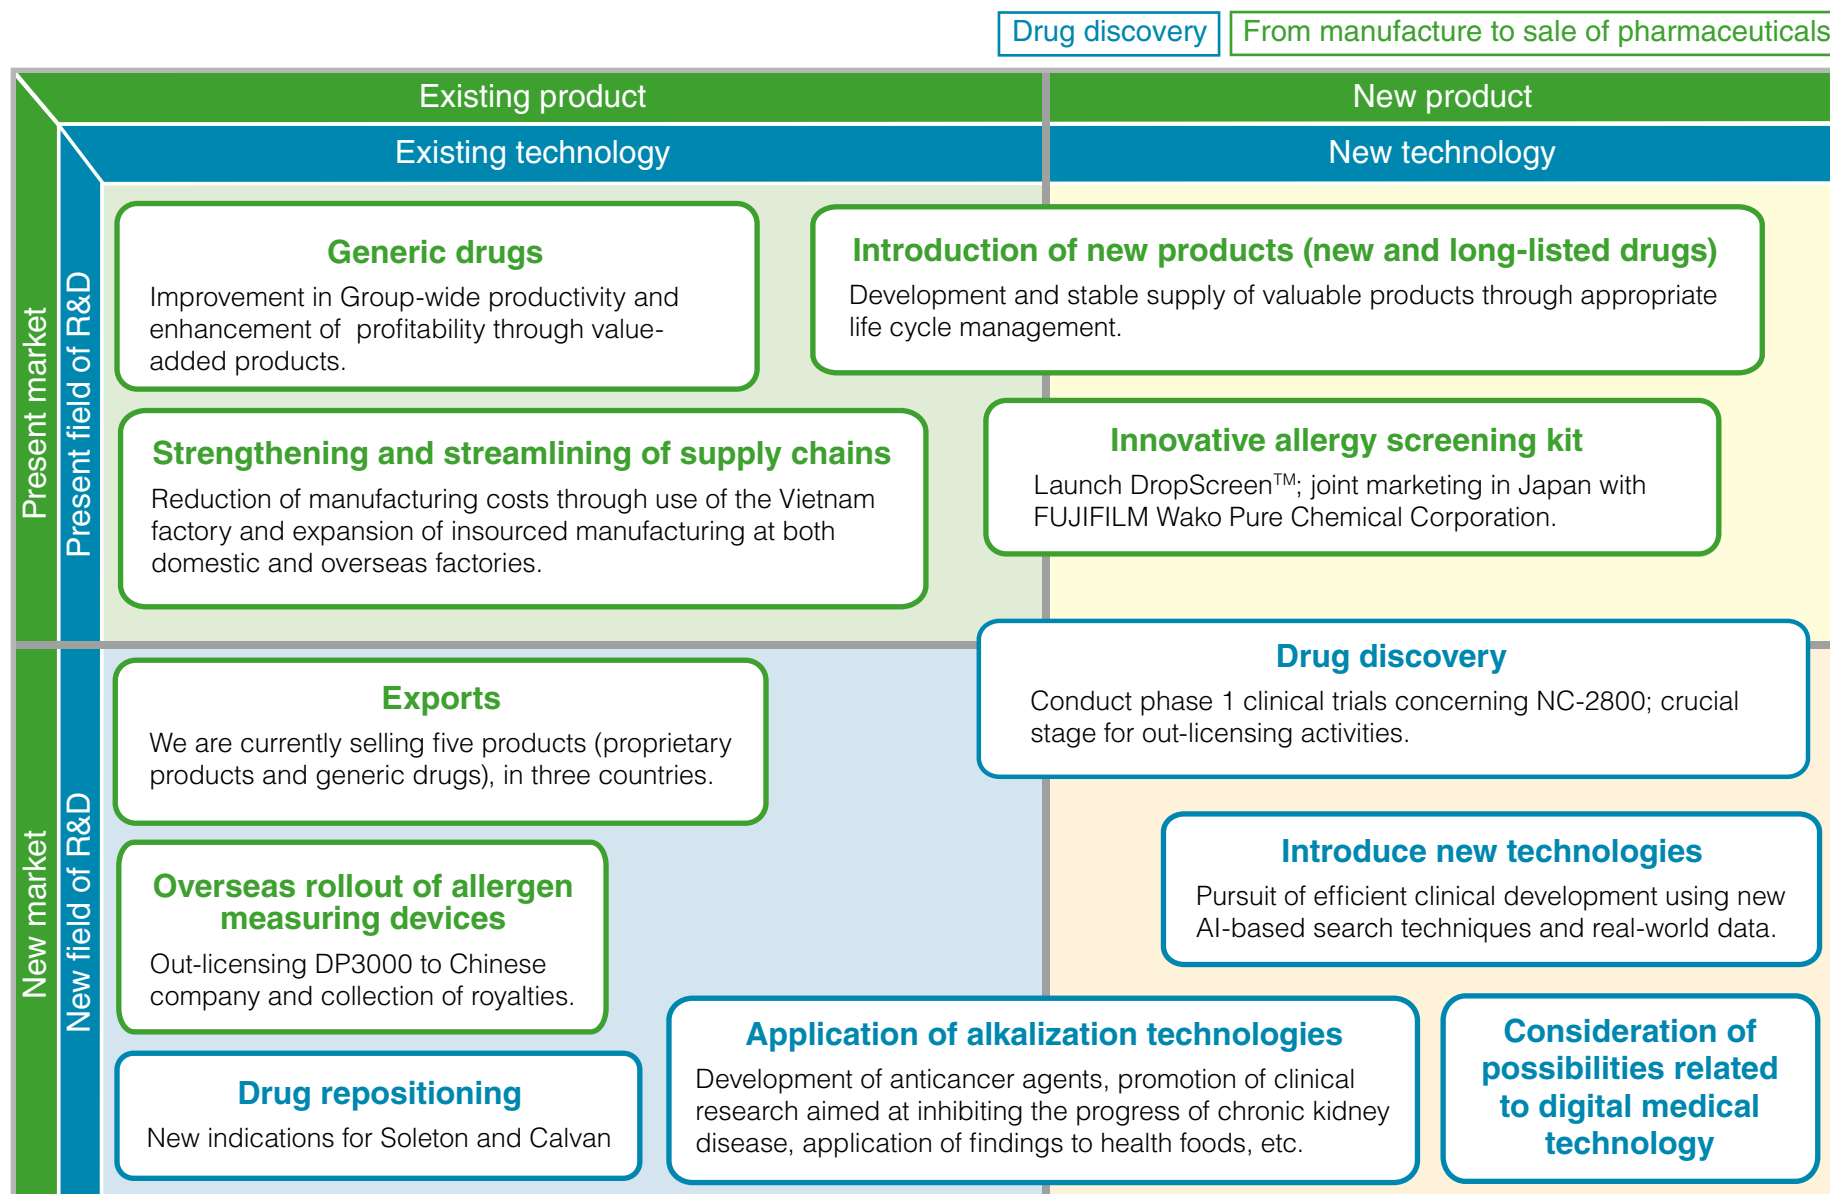 Drug discovery
From manufacture to sale of pharmaceuticals
Existing product
New product
Existing technology
New technology
Present market
Present field of R&D
Generic drugs
Improvement in Group-wide productivity and
enhancement of profitability through value-
added products.
Introduction of new products (new and long-listed drugs)
Development and stable supply of valuable products through appropriate
life cycle management.
Strengthening and streamlining of supply chains
Reduction of manufacturing costs through use of the Vietnam
factory and expansion of insourced manufacturing at both
domestic and overseas factories.
Innovative allergy screening kit
Launch DropScreen™; joint marketing in Japan with
FUJIFILM Wako Pure Chemical Corporation.
New market
New field of R&D
Drug discovery
Conduct phase 1 clinical trials concerning NC-2800; crucial
stage for out-licensing activities.
Exports
We are currently selling five products (proprietary
products and generic drugs), in three countries.
Introduce new technologies
Pursuit of efficient clinical development using new
AI-based search techniques and real-world data.
Overseas rollout of allergen
measuring devices
Out-licensing DP3000 to Chinese
company and collection of royalties.
Application of alkalization technologies
Development of anticancer agents, promotion of clinical
research aimed at inhibiting the progress of chronic kidney
disease, application of findings to health foods, etc.
Consideration of
possibilities related
to digital medical
technology
Drug repositioning
New indications for Soleton and Calvan